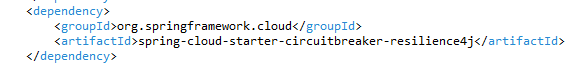 <dependency>
<groupId>org.springframework.cloud</groupId>
<artifactId>spring-cloud-starter-circuitbreaker-resilience4j</artifactId>
</dependency>